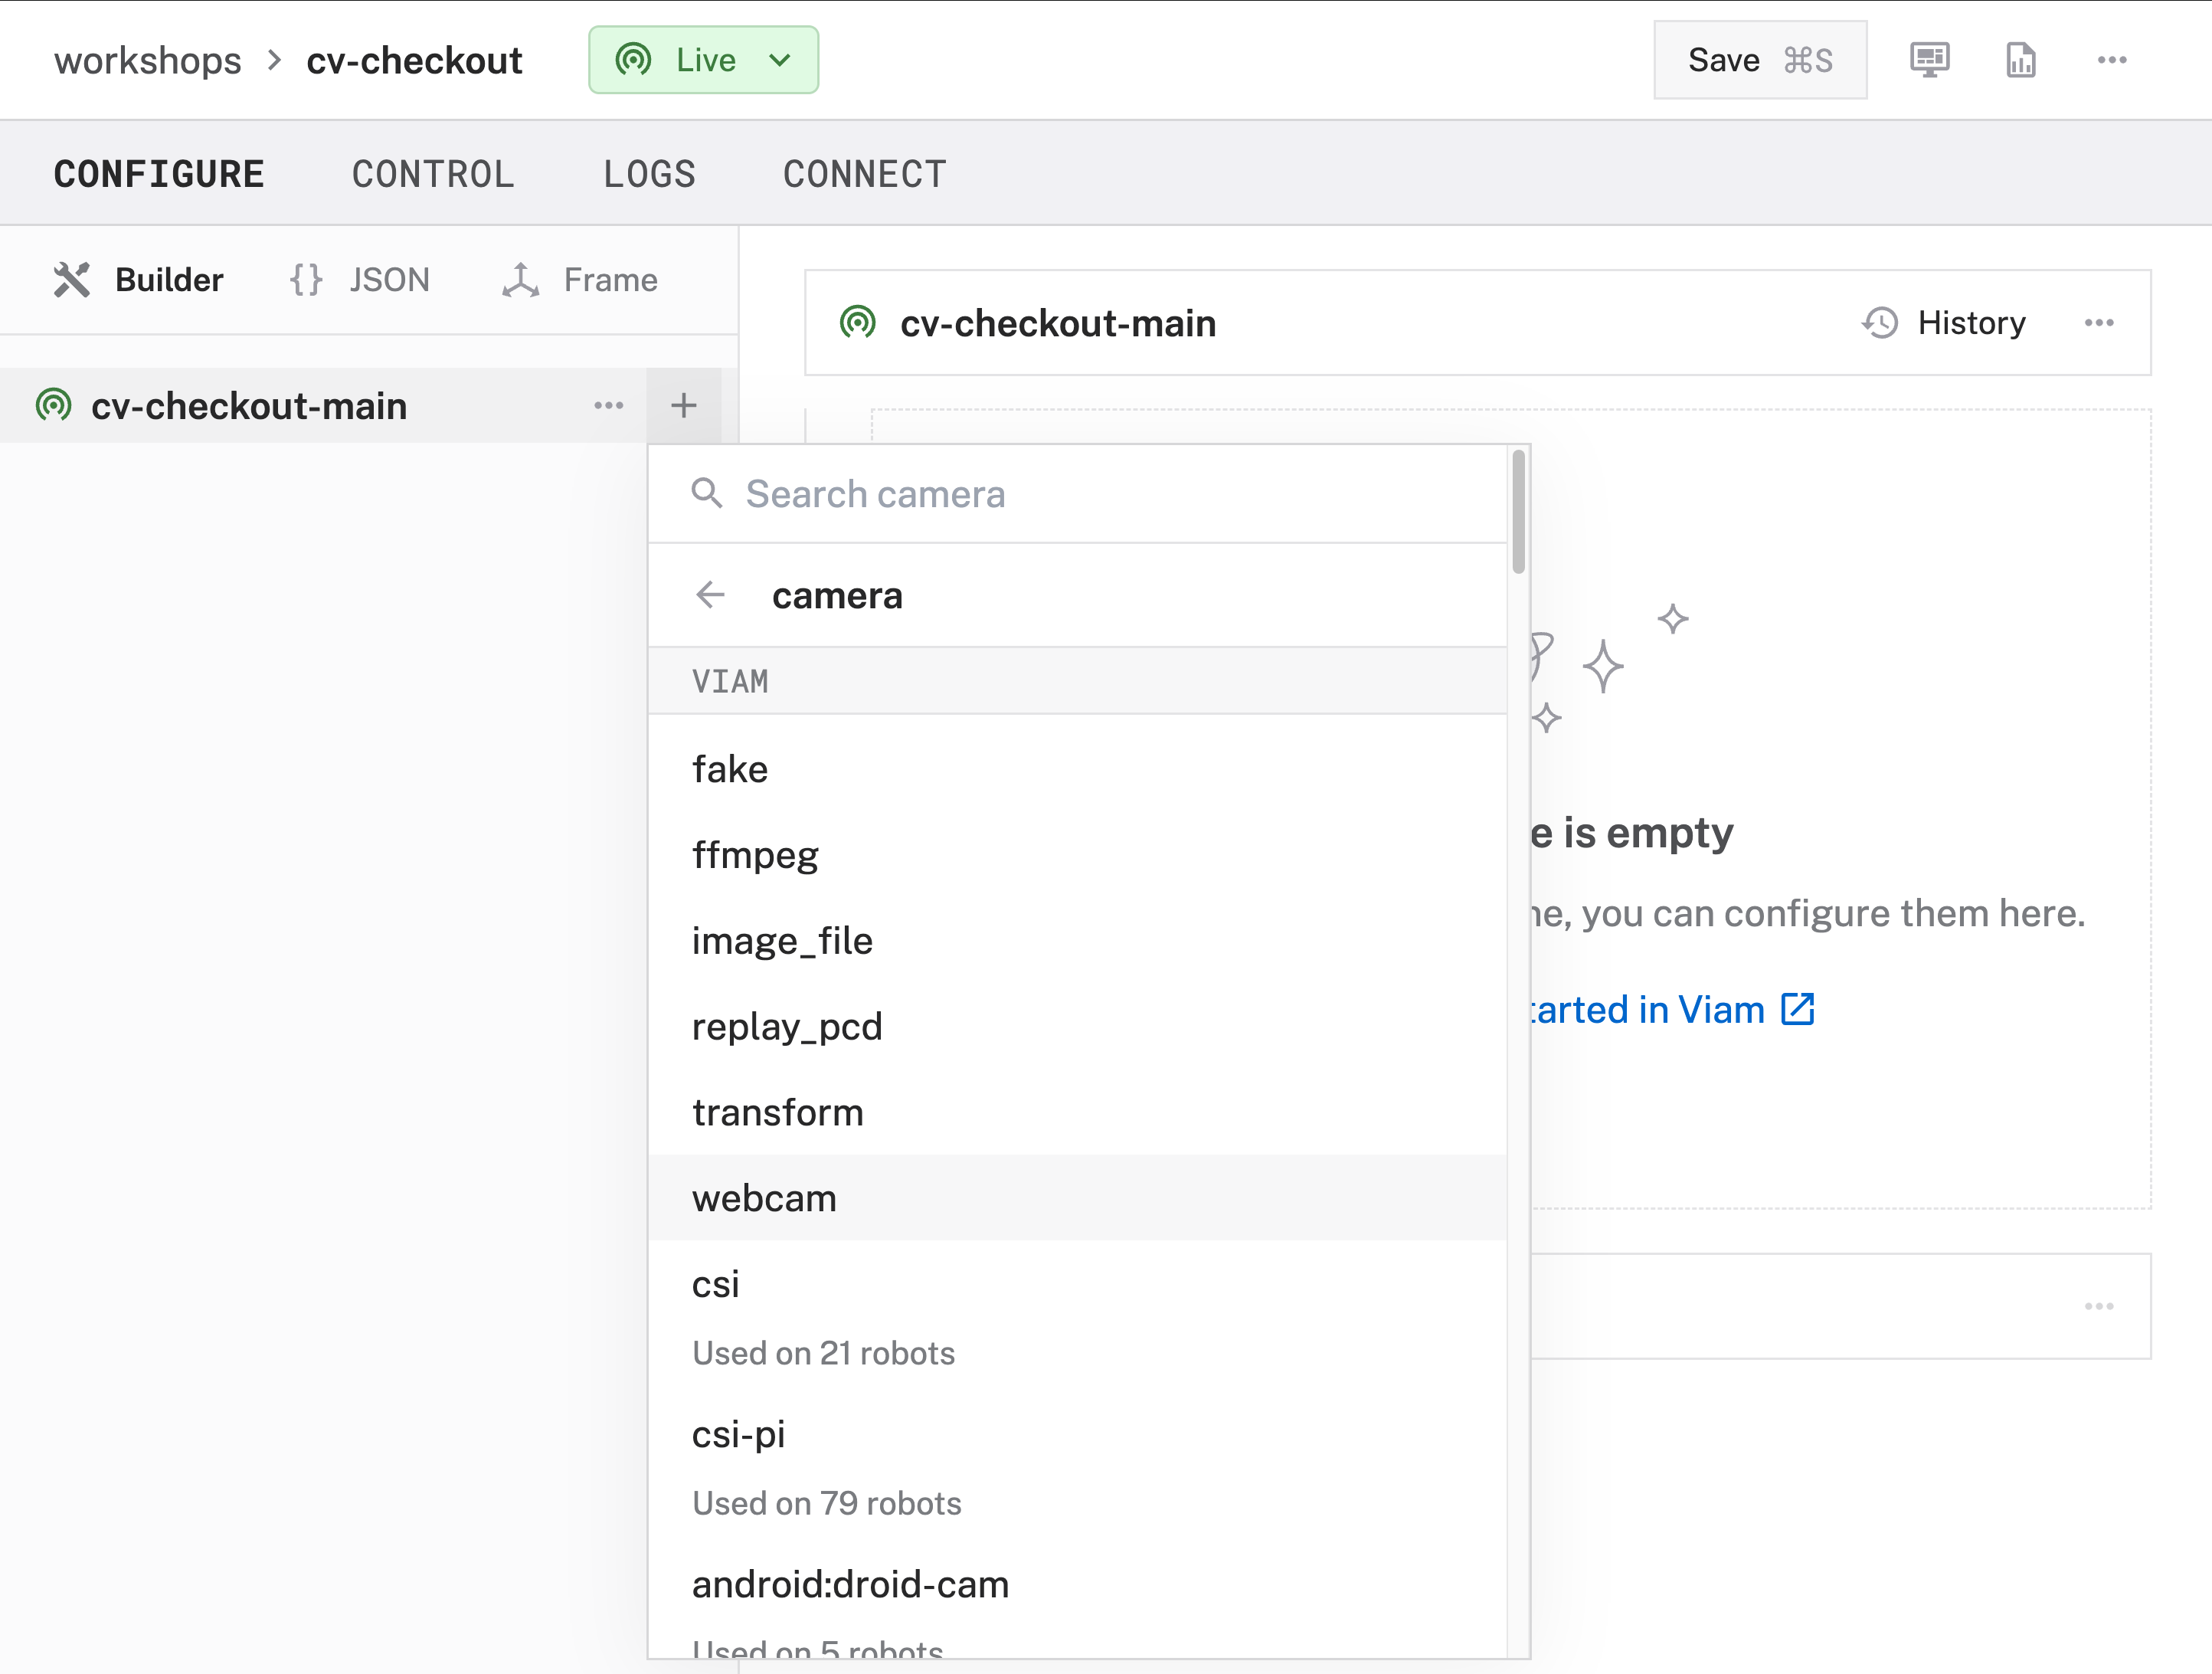 workshops > cv-checkout Live Save ⌘S
CONFIGURE CONTROL LOGS CONNECT
Builder {} JSON Frame
cv-checkout-main
cv-checkout-main History
Search camera
camera
VIAM
fake
ffmpeg
image_file
replay_pcd
transform
webcam
csi
Used on 21 robots
csi-pi
Used on 79 robots
android:droid-cam
Used on 5 robots
e is empty
ne, you can configure them here.
tarted in Viam